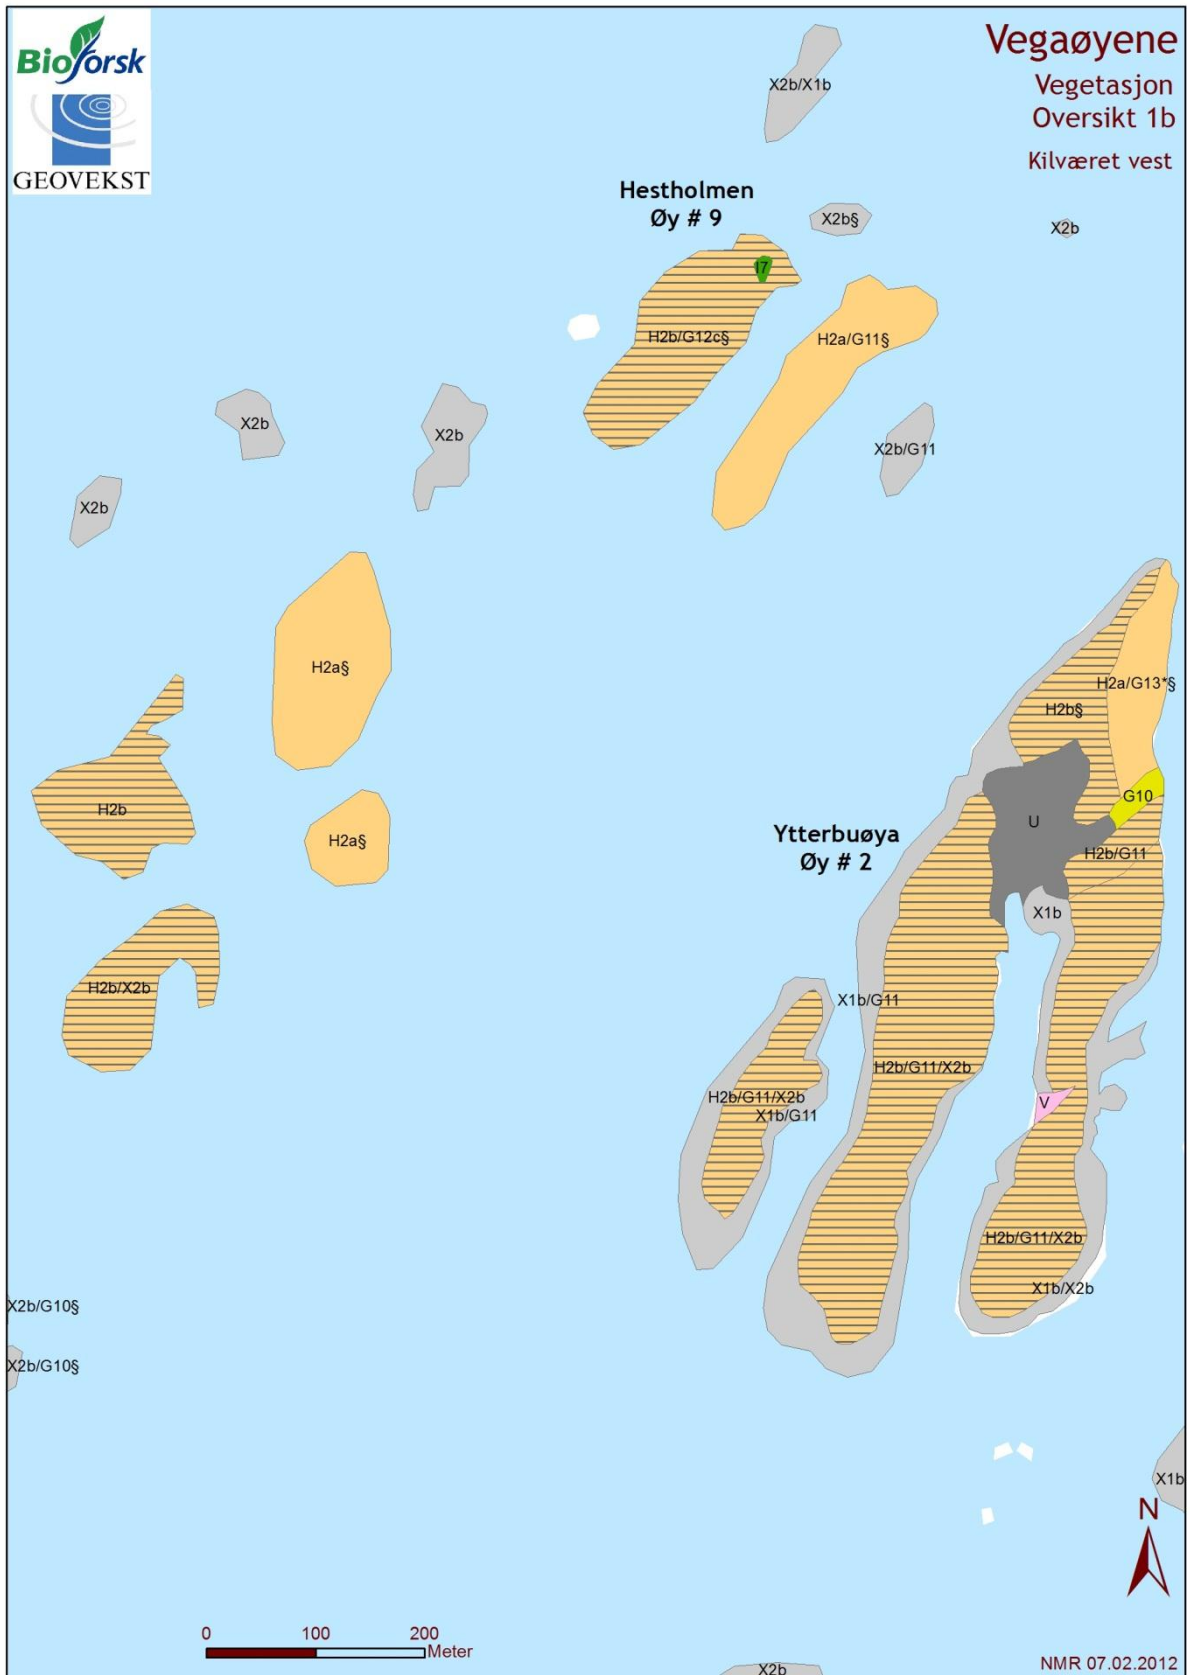 Bioforsk
GEOVEKST
Vegaøyene
Vegetasjon
Oversikt 1b
Kilværet vest
X2b/X1b
Hestholmen
Øy # 9
X2b§
X2b
I7
H2b/G12c§
H2a/G11§
X2b
X2b
X2b/G11
X2b
H2a§
H2a/G13*§
H2b§
H2b
G10
Ytterbuøya
Øy # 2
U
H2a§
H2b/G11
X1b
H2b/X2b
X1b/G11
H2b/G11/X2b
H2b/G11/X2b
V
X1b/G11
H2b/G11/X2b
X1b/X2b
X2b/G10§
X2b/G10§
X1b
N
0 100 200
Meter
X2b
NMR 07.02.2012